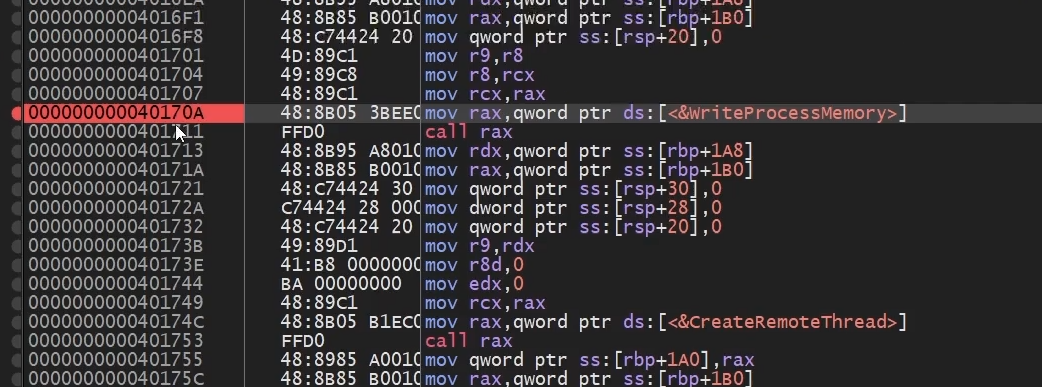 00000000004016EA 48:8B95 A8010 mov rdx,qword ptr ss:[rbp+1A8]
00000000004016F1 48:8B85 B0010 mov rax,qword ptr ss:[rbp+1B0]
00000000004016F8 48:C74424 20 mov qword ptr ss:[rsp+20],0
0000000000401701 4D:89C1 mov r9,r8
0000000000401704 49:89C8 mov r8,rcx
0000000000401707 48:89C1 mov rcx,rax
000000000040170A 48:8B05 3BEE0 mov rax,qword ptr ds:[<&WriteProcessMemory>]
0000000000401711 FFD0 call rax
0000000000401713 48:8B95 A8010 mov rdx,qword ptr ss:[rbp+1A8]
000000000040171A 48:8B85 B0010 mov rax,qword ptr ss:[rbp+1B0]
0000000000401721 48:C74424 30 mov qword ptr ss:[rsp+30],0
000000000040172A C74424 28 000 mov dword ptr ss:[rsp+28],0
0000000000401732 48:C74424 20 mov qword ptr ss:[rsp+20],0
000000000040173B 49:89D1 mov r9,rdx
000000000040173E 41:B8 0000000 mov r8d,0
0000000000401744 BA 00000000 mov edx,0
0000000000401749 48:89C1 mov rcx,rax
000000000040174C 48:8B05 B1EC0 mov rax,qword ptr ds:[<&CreateRemoteThread>]
0000000000401753 FFD0 call rax
0000000000401755 48:8985 A0010 mov qword ptr ss:[rbp+1A0],rax
000000000040175C 48:8B85 B0010 mov rax,qword ptr ss:[rbp+1B0]